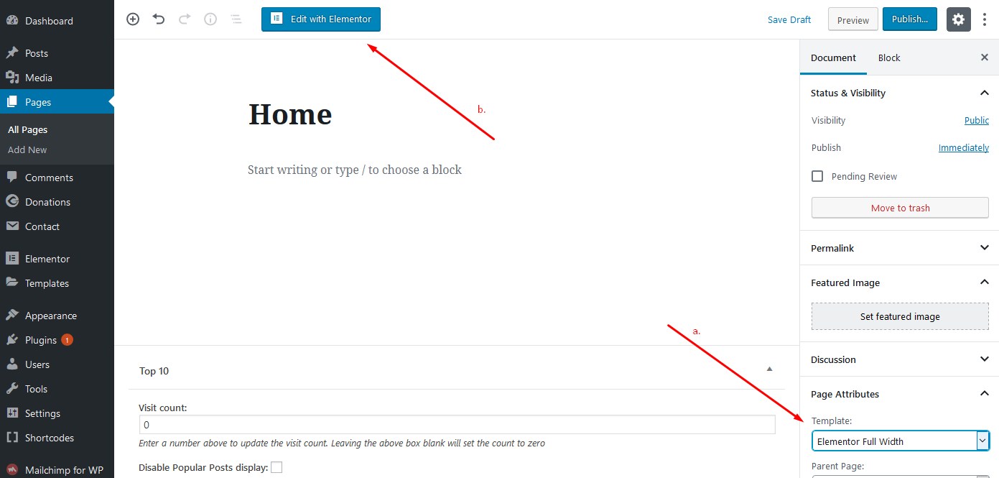 Dashboard
Posts
Media
Pages
All Pages
Add New
Comments
Donations
Contact
Elementor
Templates
Appearance
Plugins 1
Users
Tools
Settings
Shortcodes
Mailchimp for WP
Edit with Elementor
Save Draft
Preview
Publish...
b.
Home
Start writing or type / to choose a block
a.
Top 10
Visit count:
0
Enter a number above to update the visit count. Leaving the above box blank will set the count to zero
Disable Popular Posts display:
Document Block
Status & Visibility
Visibility Public
Publish Immediately
Pending Review
Move to trash
Permalink
Featured Image
Set featured image
Discussion
Page Attributes
Template:
Elementor Full Width
Parent Page: